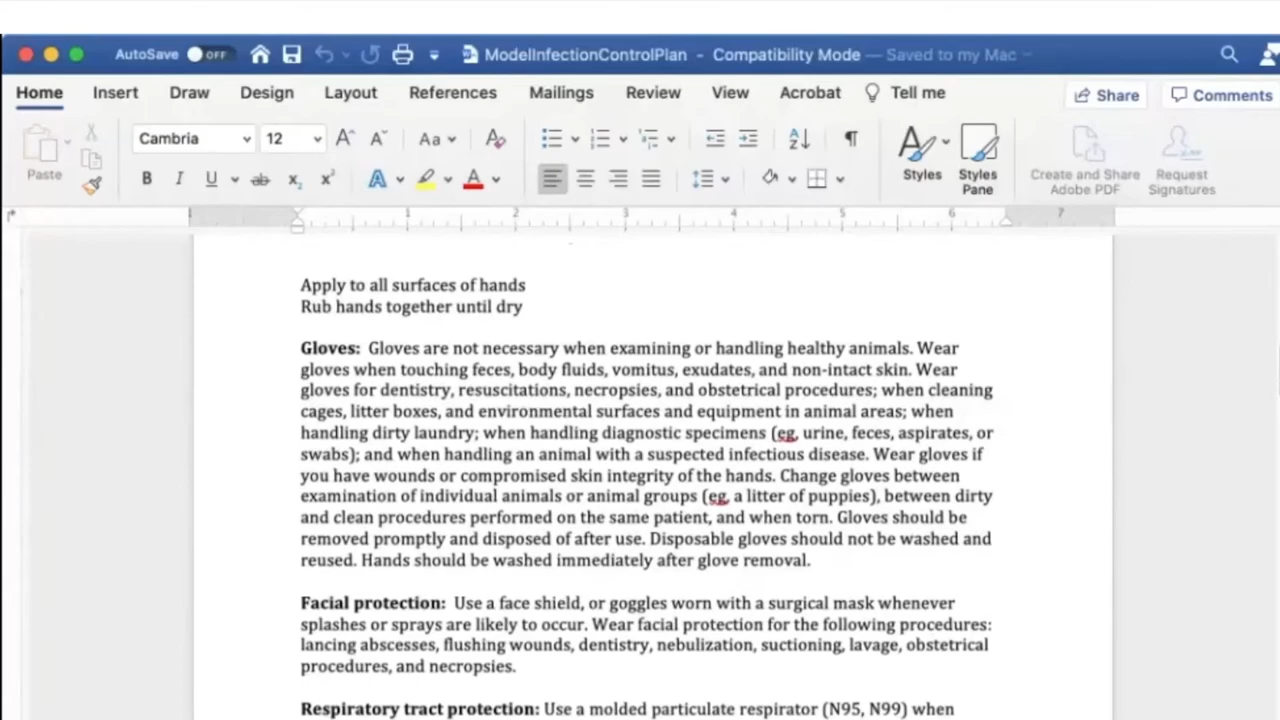 AutoSave OFF ModelInfectionControlPlan - Compatibility Mode — Saved to my Mac
Home Insert Draw Design Layout References Mailings Review View Acrobat Tell me Share Comments
Paste Cambria 12 Aa Styles Styles Pane Create and Share Adobe PDF Request Signatures
1 2 3 4 5 6 7
Apply to all surfaces of hands
Rub hands together until dry
Gloves: Gloves are not necessary when examining or handling healthy animals. Wear
gloves when touching feces, body fluids, vomitus, exudates, and non-intact skin. Wear
gloves for dentistry, resuscitations, necropsies, and obstetrical procedures; when cleaning
cages, litter boxes, and environmental surfaces and equipment in animal areas; when
handling dirty laundry; when handling diagnostic specimens (eg, urine, feces, aspirates, or
swabs); and when handling an animal with a suspected infectious disease. Wear gloves if
you have wounds or compromised skin integrity of the hands. Change gloves between
examination of individual animals or animal groups (eg, a litter of puppies), between dirty
and clean procedures performed on the same patient, and when torn. Gloves should be
removed promptly and disposed of after use. Disposable gloves should not be washed and
reused. Hands should be washed immediately after glove removal.
Facial protection: Use a face shield, or goggles worn with a surgical mask whenever
splashes or sprays are likely to occur. Wear facial protection for the following procedures:
lancing abscesses, flushing wounds, dentistry, nebulization, suctioning, lavage, obstetrical
procedures, and necropsies.
Respiratory tract protection: Use a molded particulate respirator (N95, N99) when